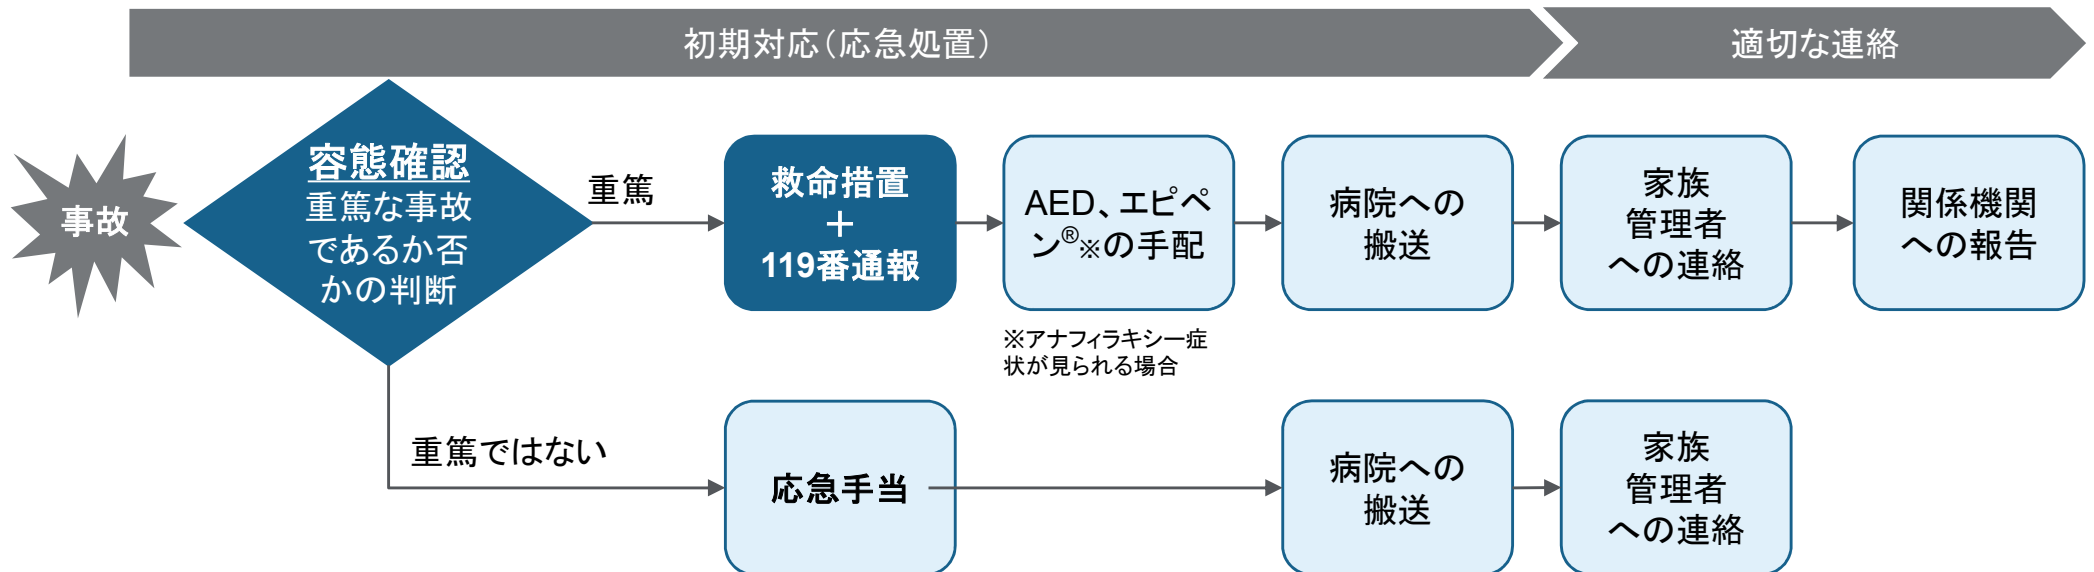 初期対応（応急処置）
適切な連絡
事故
容態確認
重篤な事故
であるか否
かの判断
重篤
救命措置
＋
119番通報
AED、エピペ
ン®※の手配
※アナフィラキシー症
状が見られる場合
病院への
搬送
家族
管理者
への連絡
関係機関
への報告
重篤ではない
応急手当
病院への
搬送
家族
管理者
への連絡